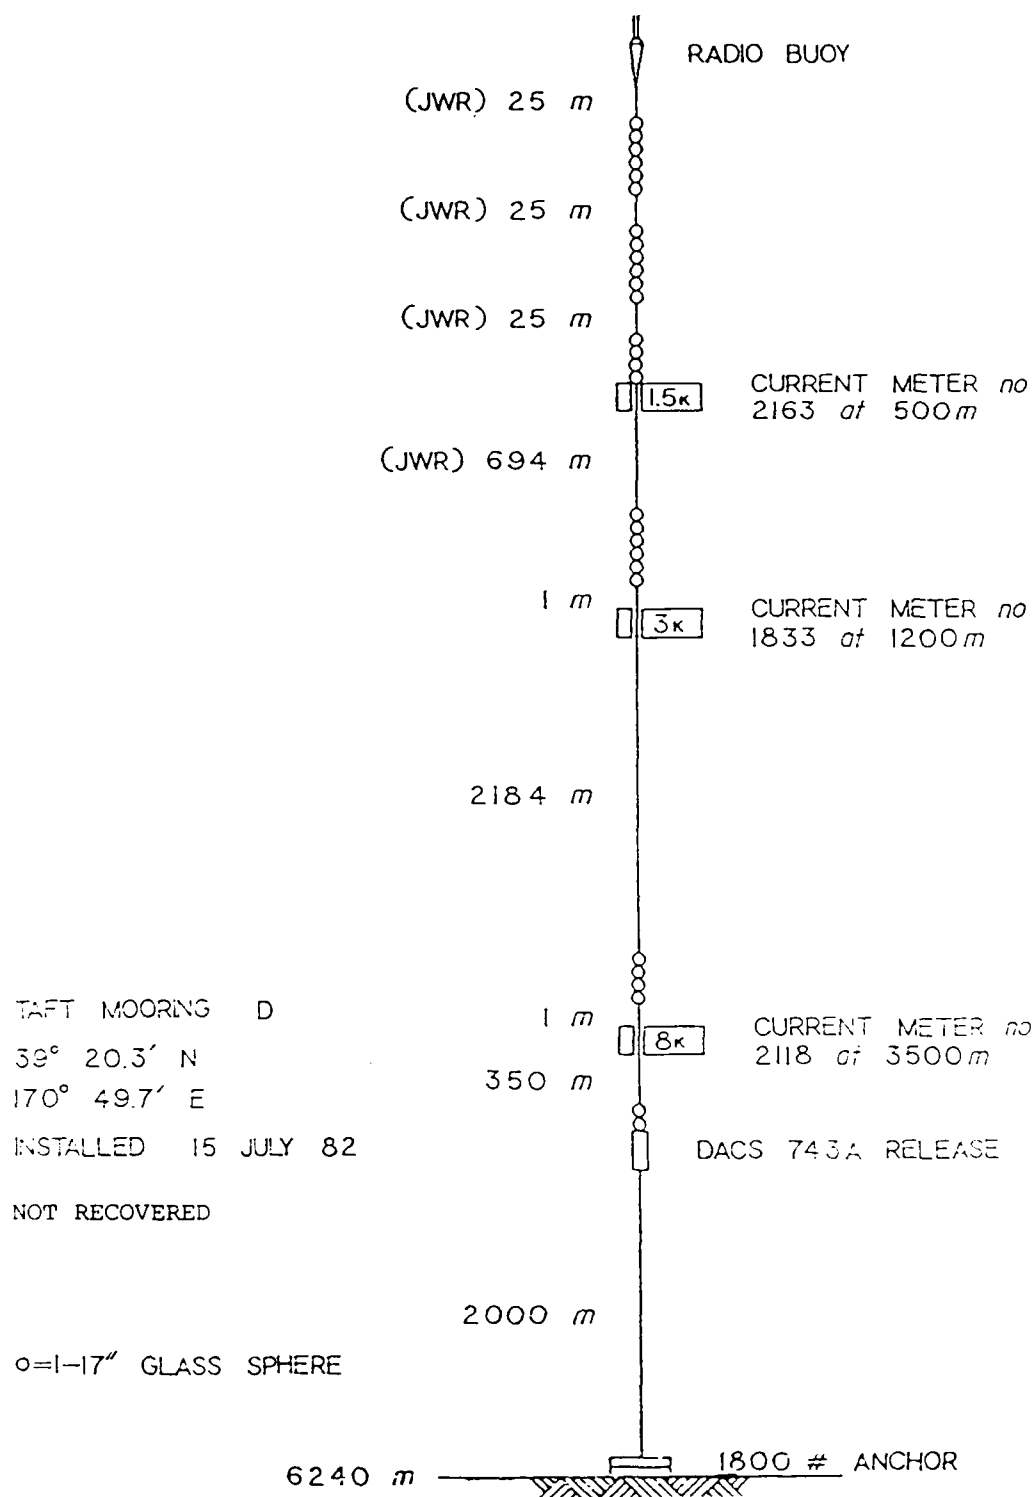 RADIO BUOY
(JWR) 25 m
(JWR) 25 m
(JWR) 25 m
1.5K
CURRENT METER no
2163 at 500m
(JWR) 694 m
1 m
3K
CURRENT METER no
1833 at 1200m
2184 m
TAFT MOORING D
39° 20.3′ N
170° 49.7′ E
INSTALLED 15 JULY 82
NOT RECOVERED
1 m
8K
CURRENT METER no
2118 at 3500m
350 m
DACS 743A RELEASE
2000 m
o=1-17″ GLASS SPHERE
1800 # ANCHOR
6240 m